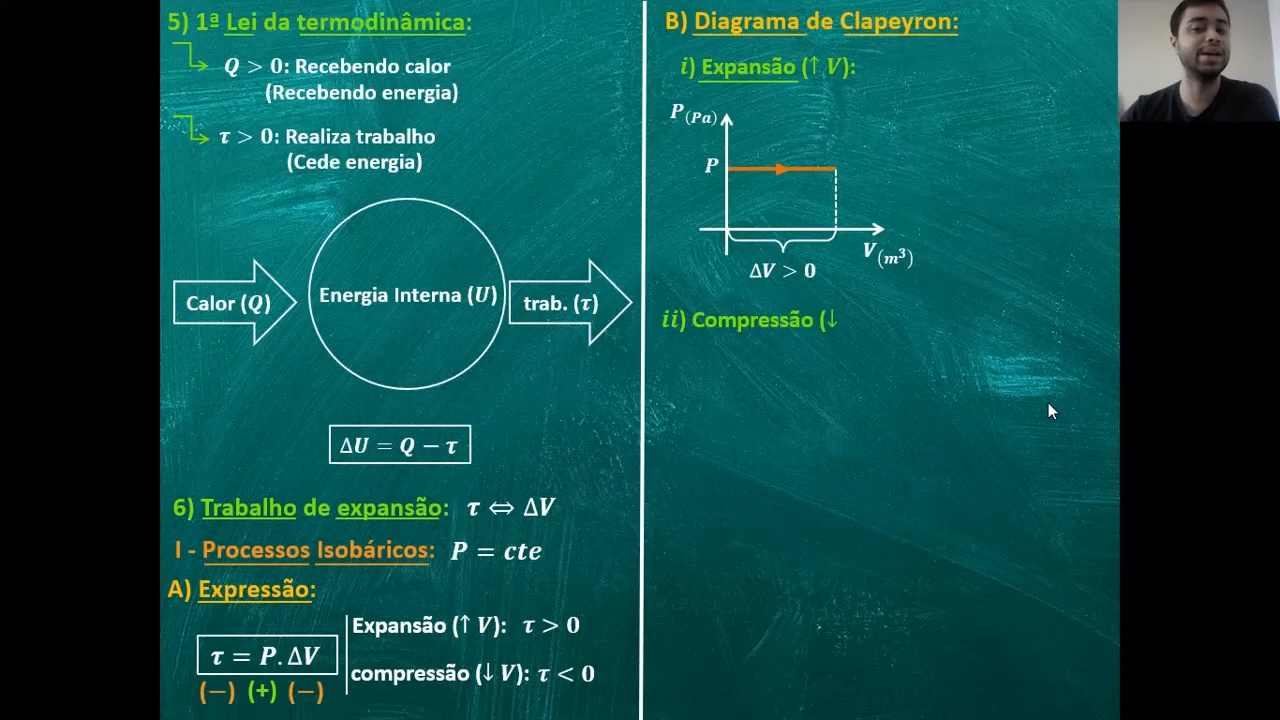 5) 1ª Lei da termodinâmica:
Q > 0: Recebendo calor
(Recebendo energia)
τ > 0: Realiza trabalho
(Cede energia)
Calor (Q)
Energia Interna (U)
trab. (τ)
ΔU = Q − τ
6) Trabalho de expansão: τ ⇔ ΔV
I - Processos Isobáricos: P = cte
A) Expressão:
τ = P. ΔV
(−) (+) (−)
Expansão (↑ V): τ > 0
compressão (↓ V): τ < 0
B) Diagrama de Clapeyron:
i) Expansão (↑ V):
P(Pa)
P
V(m³)
ΔV > 0
ii) Compressão (↓